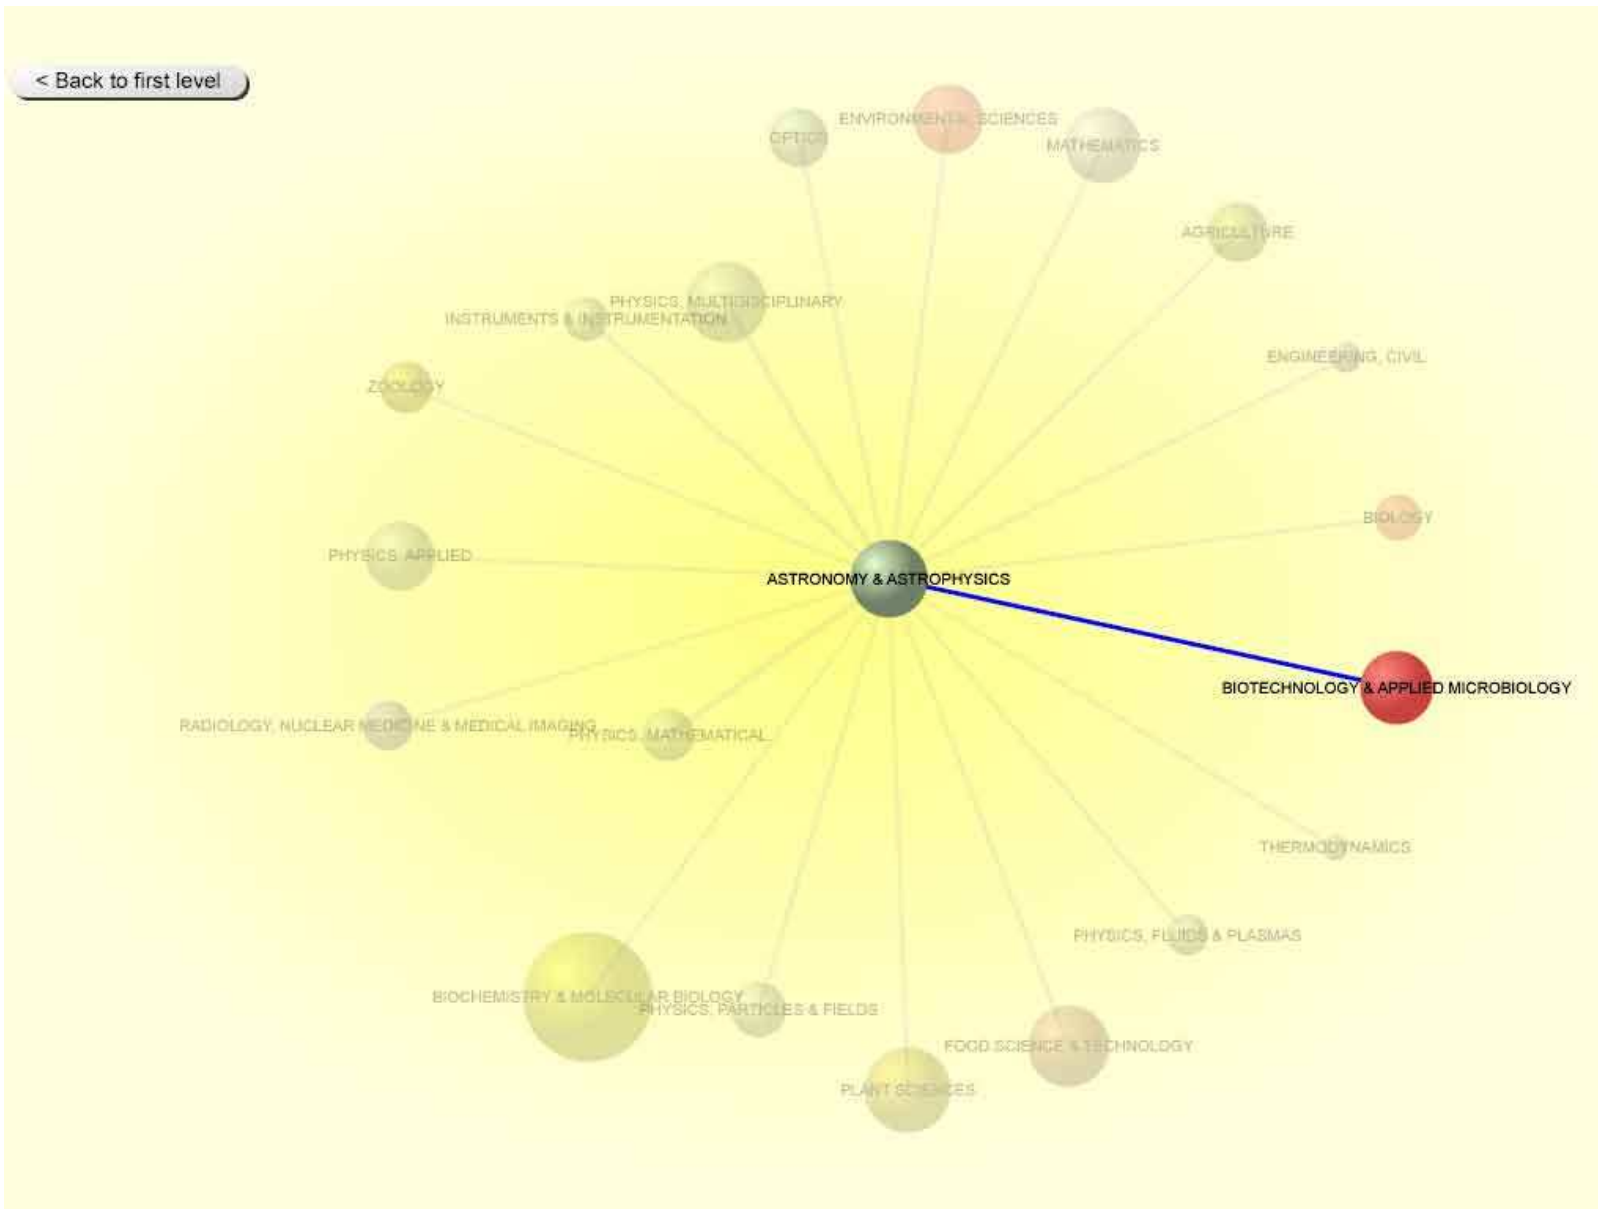 < Back to first level
ENVIRONMENTAL SCIENCES
OPTICS
MATHEMATICS
AGRICULTURE
PHYSICS, MULTIDISCIPLINARY
INSTRUMENTS & INSTRUMENTATION
ENGINEERING, CIVIL
ZOOLOGY
BIOLOGY
PHYSICS, APPLIED
ASTRONOMY & ASTROPHYSICS
BIOTECHNOLOGY & APPLIED MICROBIOLOGY
RADIOLOGY, NUCLEAR MEDICINE & MEDICAL IMAGING
PHYSICS, MATHEMATICAL
THERMODYNAMICS
PHYSICS, FLUIDS & PLASMAS
BIOCHEMISTRY & MOLECULAR BIOLOGY
PHYSICS, PARTICLES & FIELDS
FOOD SCIENCE & TECHNOLOGY
PLANT SCIENCES